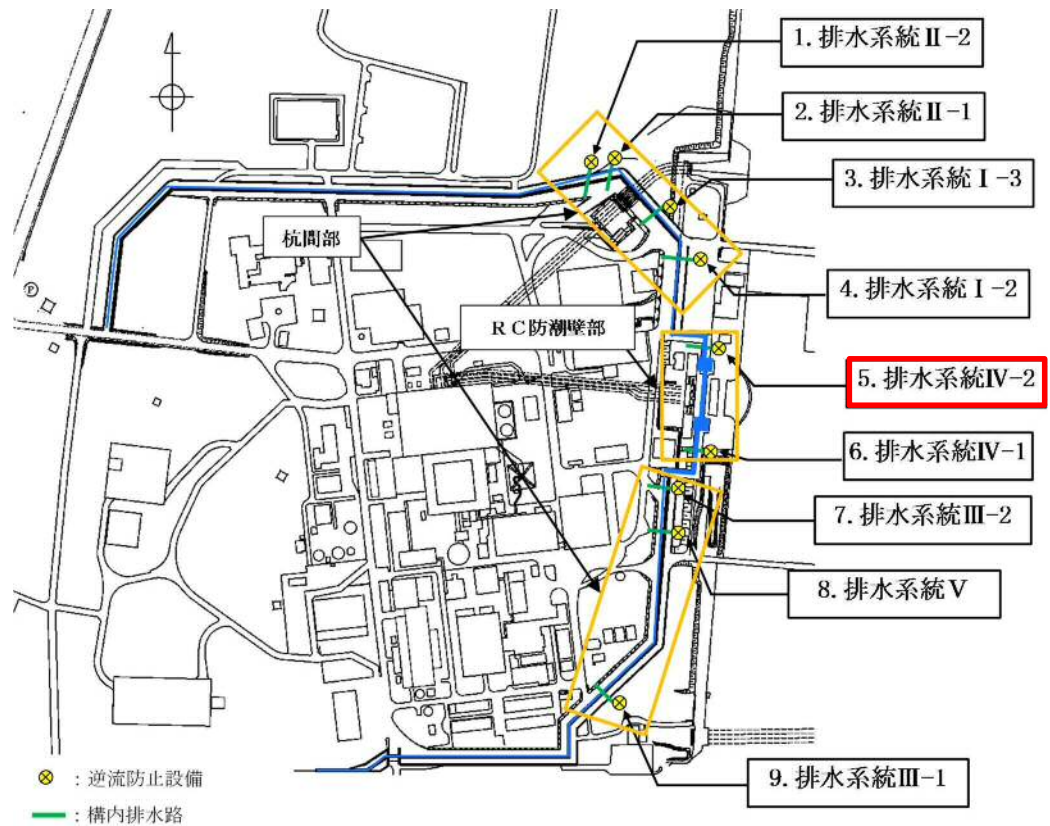 1. 排水系統Ⅱ-2
2. 排水系統Ⅱ-1
3. 排水系統Ⅰ-3
杭間部
4. 排水系統Ⅰ-2
RC防潮壁部
5. 排水系統Ⅳ-2
6. 排水系統Ⅳ-1
7. 排水系統Ⅲ-2
8. 排水系統Ⅴ
9. 排水系統Ⅲ-1
P
：逆流防止設備
：構内排水路